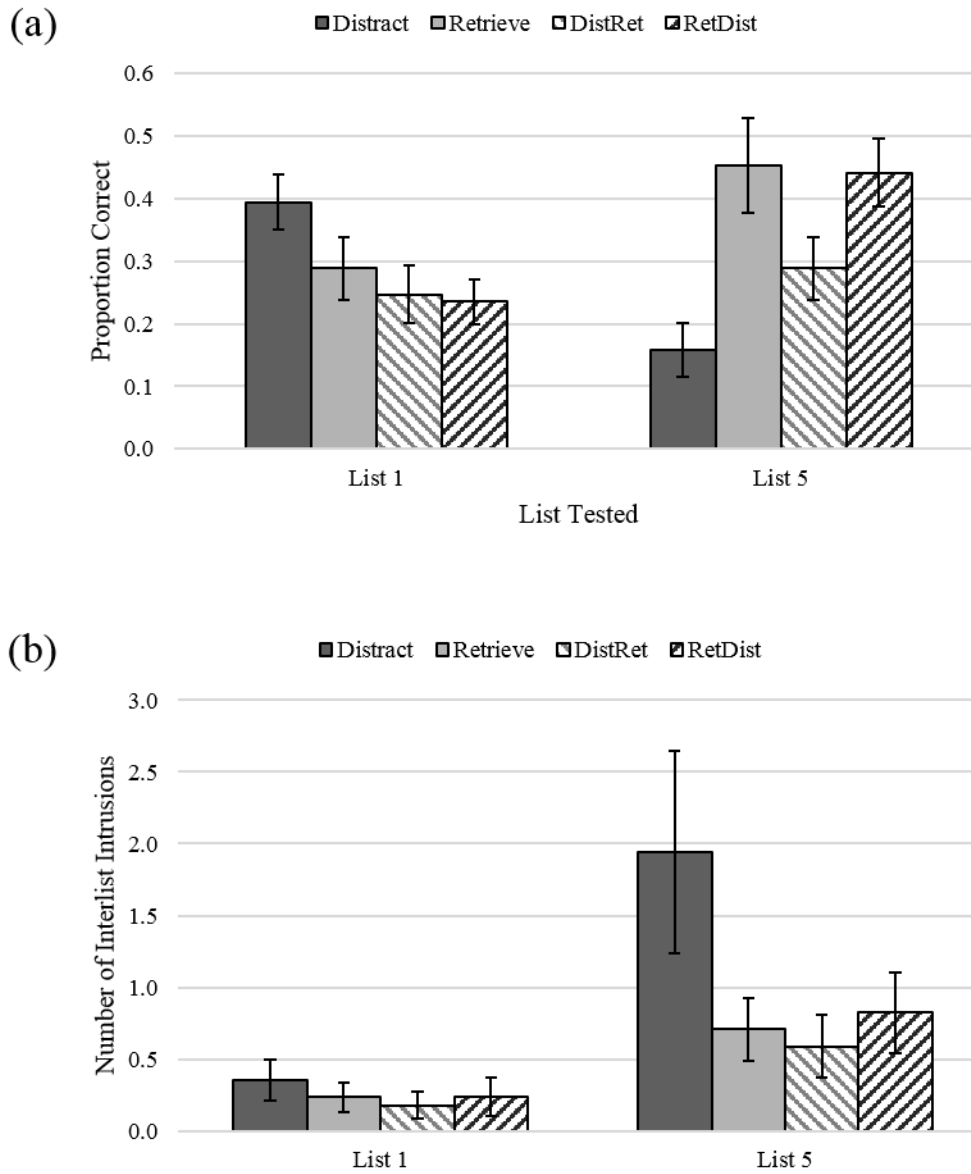 (a)
Distract Retrieve DistRet RetDist
0.6
0.5
0.4
0.3
0.2
0.1
0.0
Proportion Correct
List 1 List 5
List Tested
(b)
Distract Retrieve DistRet RetDist
3.0
2.5
2.0
1.5
1.0
0.5
0.0
Number of Interlist Intrusions
List 1 List 5